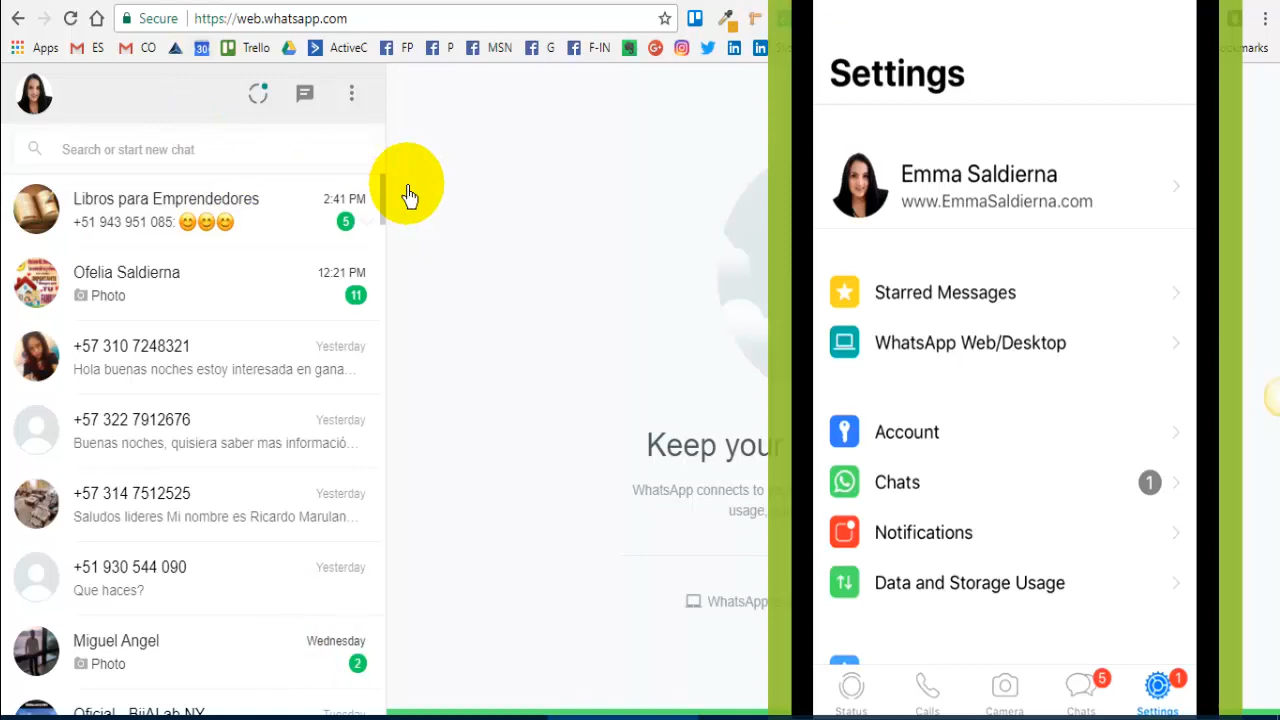 Secure
https://web.whatsapp.com
Apps
ES
CO
30
Trello
ActiveC
FP
P
MSN
G
F-IN
Search or start new chat
Libros para Emprendedores
2:41 PM
+51 943 951 085: 😊😊😊
5
Ofelia Saldierna
12:21 PM
Photo
11
+57 310 7248321
Yesterday
Hola buenas noches estoy interesada en gana…
+57 322 7912676
Yesterday
Buenas noches, quisiera saber mas informació…
+57 314 7512525
Yesterday
Saludos lideres Mi nombre es Ricardo Marulan…
+51 930 544 090
Yesterday
Que haces?
Miguel Angel
Wednesday
Photo
2
Oficial - BijALab NY
Tuesday
Keep your
WhatsApp connects to
usage,
WhatsApp
Settings
Emma Saldierna
www.EmmaSaldierna.com
Starred Messages
WhatsApp Web/Desktop
Account
Chats
1
Notifications
Data and Storage Usage
5
1
Status
Calls
Camera
Chats
Settings